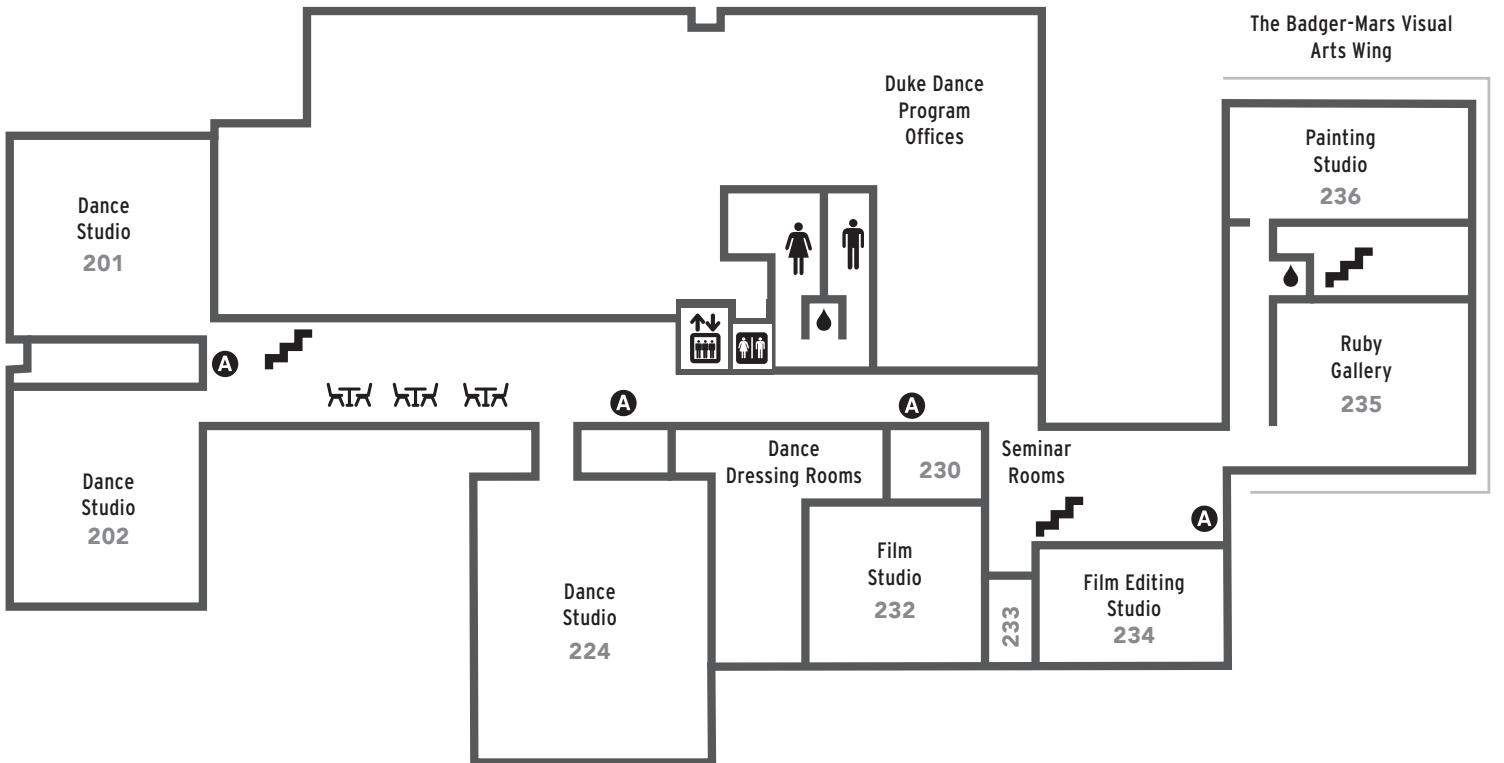 The Badger-Mars Visual
Arts Wing
Duke Dance
Program
Offices
Painting
Studio
236
Dance
Studio
201
Ruby
Gallery
235
A
A
A
Dance
Dressing Rooms
230
Seminar
Rooms
Dance
Studio
202
A
Film
Studio
232
Film Editing
Studio
234
233
Dance
Studio
224